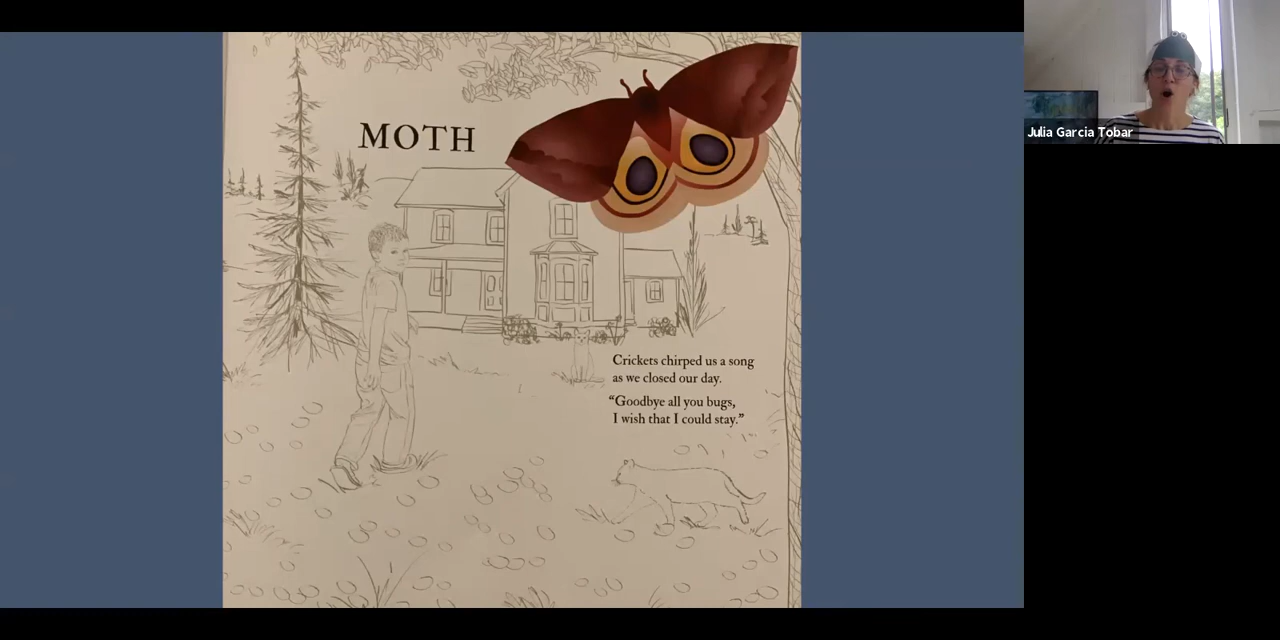 MOTH
Crickets chirped us a song
as we closed our day.
“Goodbye all you bugs,
I wish that I could stay.”
Julia Garcia Tobar